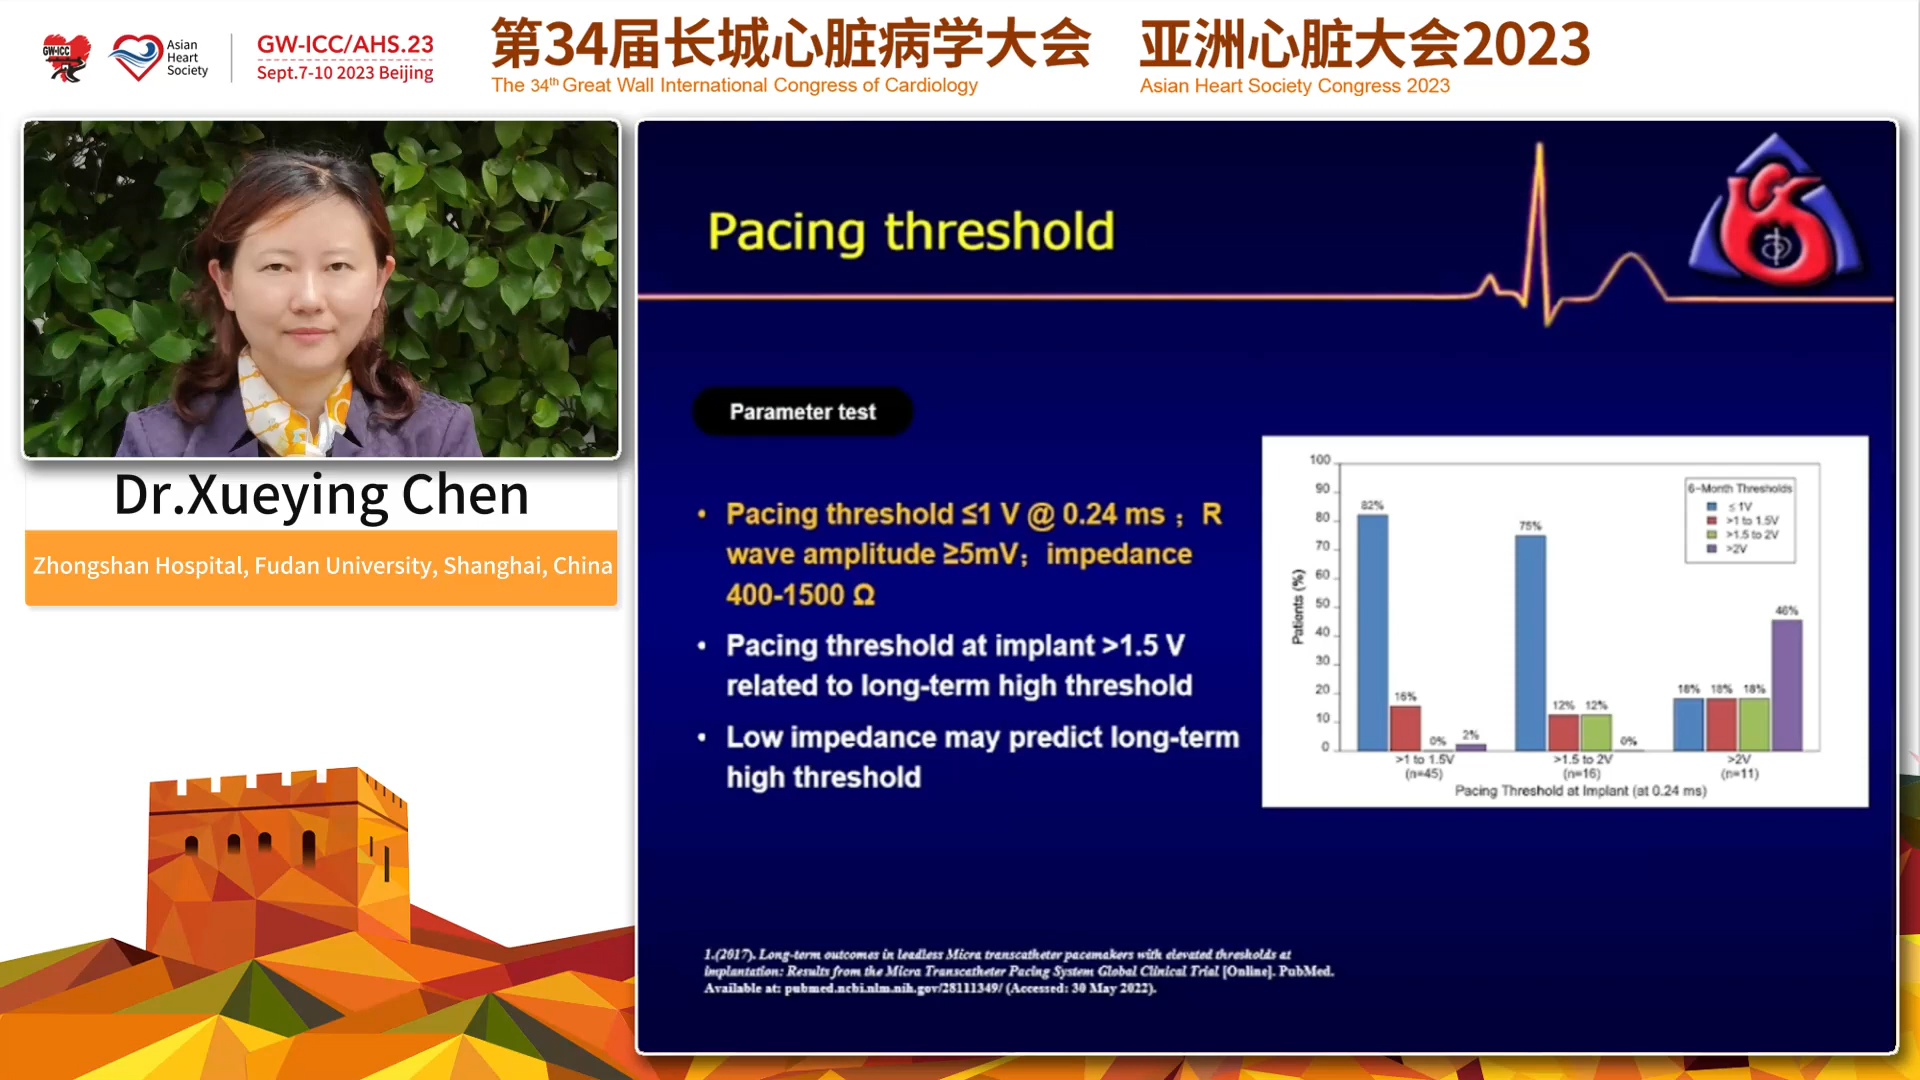 GW-ICC
Asian
Heart
Society
GW-ICC/AHS.23
Sept.7-10 2023 Beijing
第34届长城心脏病学大会
The 34th Great Wall International Congress of Cardiology
亚洲心脏大会2023
Asian Heart Society Congress 2023
Dr.Xueying Chen
Zhongshan Hospital, Fudan University, Shanghai, China
Pacing threshold
Parameter test
• Pacing threshold ≤1 V @ 0.24 ms ；R
wave amplitude ≥5mV；impedance
400-1500 Ω
• Pacing threshold at implant >1.5 V
related to long-term high threshold
• Low impedance may predict long-term
high threshold
Patients (%)
100
90
80
70
60
50
40
30
20
10
0
82%
16%
0%
2%
75%
12%
12%
0%
18%
18%
18%
46%
6-Month Thresholds
≤ 1V
>1 to 1.5V
>1.5 to 2V
>2V
>1 to 1.5V
(n=45)
>1.5 to 2V
(n=16)
>2V
(n=11)
Pacing Threshold at Implant (at 0.24 ms)
1.(2017). Long-term outcomes in leadless Micra transcatheter pacemakers with elevated thresholds at
implantation: Results from the Micra Transcatheter Pacing System Global Clinical Trial [Online]. PubMed.
Available at: pubmed.ncbi.nlm.nih.gov/28111349/ (Accessed: 30 May 2022).